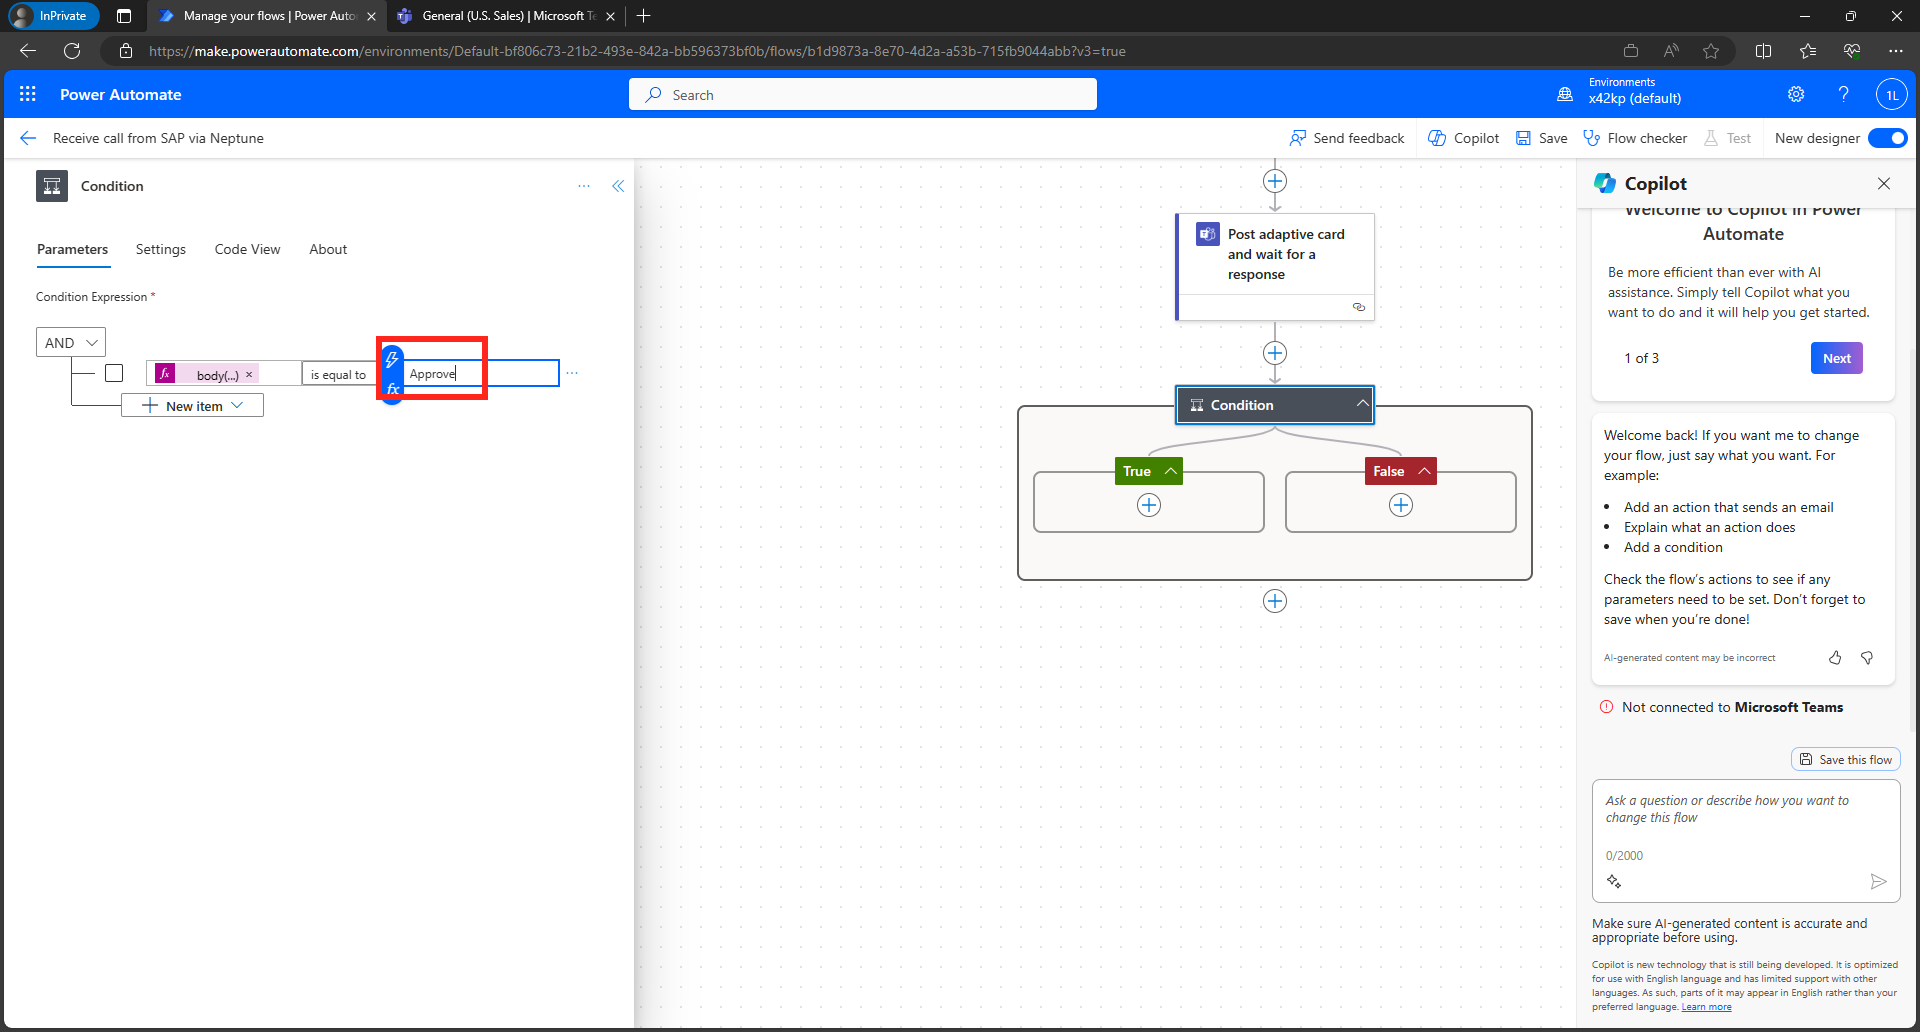 InPrivate
Manage your flows | Power Auto
General (U.S. Sales) | Microsoft Te
https://make.powerautomate.com/environments/Default-bf806c73-21b2-493e-842a-bb596373bf0b/flows/b1d9873a-8e70-4d2a-a53b-715fb9044abb?v3=true
Power Automate
Search
Environments
x42kp (default)
1L
Receive call from SAP via Neptune
Send feedback
Copilot
Save
Flow checker
Test
New designer
Condition
Parameters
Settings
Code View
About
Condition Expression *
AND
fx
body(...)
is equal to
Approve
fx
New item
Post adaptive card
and wait for a
response
Condition
True
False
Copilot
Welcome to Copilot in Power
Automate
Be more efficient than ever with AI
assistance. Simply tell Copilot what you
want to do and it will help you get started.
1 of 3
Next
Welcome back! If you want me to change
your flow, just say what you want. For
example:
• Add an action that sends an email
• Explain what an action does
• Add a condition
Check the flow's actions to see if any
parameters need to be set. Don't forget to
save when you're done!
AI-generated content may be incorrect
Not connected to Microsoft Teams
Save this flow
Ask a question or describe how you want to
change this flow
0/2000
Make sure AI-generated content is accurate and
appropriate before using.
Copilot is new technology that is still being developed. It is optimized
for use with English language and has limited support with other
languages. As such, parts of it may appear in English rather than your
preferred language. Learn more